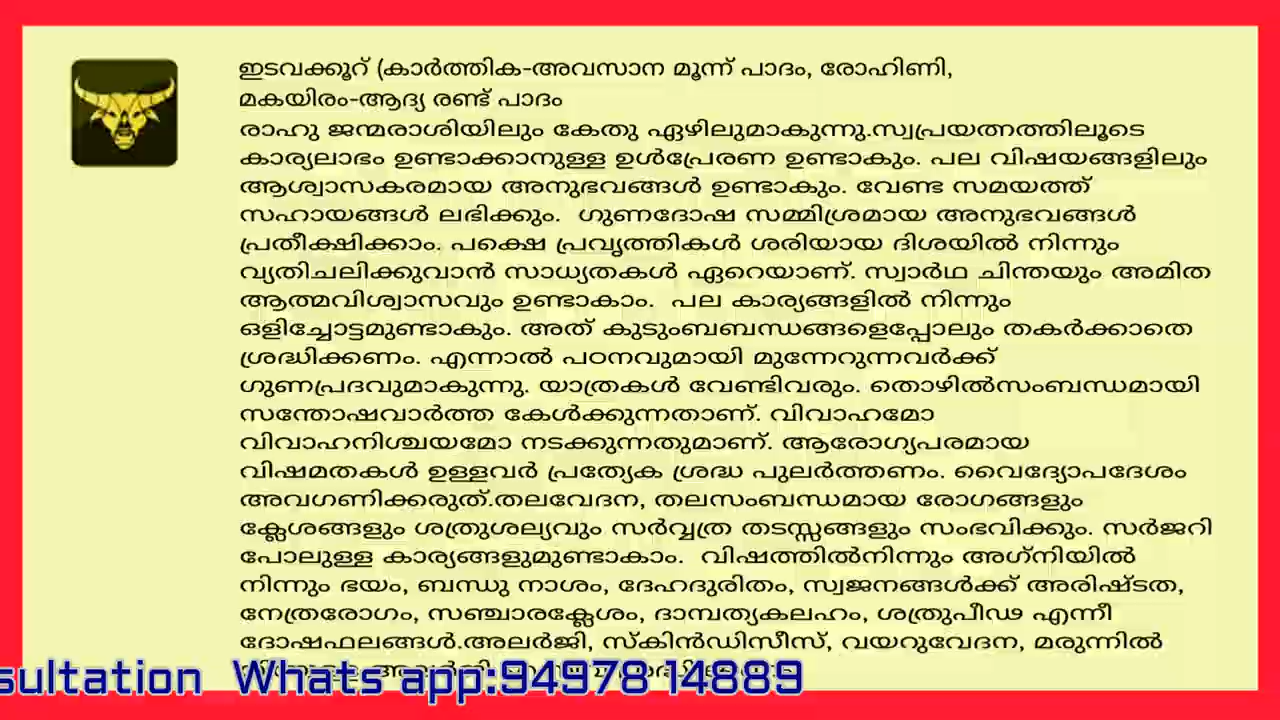 ഇടവക്കൂറ് (കാർത്തിക-അവസാന മൂന്ന് പാദം, രോഹിണി,
മകയിരം-ആദ്യ രണ്ട് പാദം
രാഹു ജന്മരാശിയിലും കേതു ഏഴിലുമാകുന്നു.സ്വപ്രയത്നത്തിലൂടെ
കാര്യലാഭം ഉണ്ടാക്കാനുള്ള ഉൾപ്രേരണ ഉണ്ടാകും. പല വിഷയങ്ങളിലും
ആശ്വാസകരമായ അനുഭവങ്ങൾ ഉണ്ടാകും. വേണ്ട സമയത്ത്
സഹായങ്ങൾ ലഭിക്കും. ഗുണദോഷ സമ്മിശ്രമായ അനുഭവങ്ങൾ
പ്രതീക്ഷിക്കാം. പക്ഷെ പ്രവൃത്തികൾ ശരിയായ ദിശയിൽ നിന്നും
വ്യതിചലിക്കുവാൻ സാധ്യതകൾ ഏറെയാണ്. സ്വാർഥ ചിന്തയും അമിത
ആത്മവിശ്വാസവും ഉണ്ടാകാം. പല കാര്യങ്ങളിൽ നിന്നും
ഒളിച്ചോട്ടമുണ്ടാകും. അത് കുടുംബബന്ധങ്ങളെപ്പോലും തകർക്കാതെ
ശ്രദ്ധിക്കണം. എന്നാൽ പഠനവുമായി മുന്നേറുന്നവർക്ക്
ഗുണപ്രദവുമാകുന്നു. യാത്രകൾ വേണ്ടിവരും. തൊഴിൽസംബന്ധമായി
സന്തോഷവാർത്ത കേൾക്കുന്നതാണ്. വിവാഹമോ
വിവാഹനിശ്ചയമോ നടക്കുന്നതുമാണ്. ആരോഗ്യപരമായ
വിഷമതകൾ ഉള്ളവർ പ്രത്യേക ശ്രദ്ധ പുലർത്തണം. വൈദ്യോപദേശം
അവഗണിക്കരുത്.തലവേദന, തലസംബന്ധമായ രോഗങ്ങളും
ക്ലേശങ്ങളും ശത്രുശല്യവും സർവ്വത്ര തടസ്സങ്ങളും സംഭവിക്കും. സർജറി
പോലുള്ള കാര്യങ്ങളുമുണ്ടാകാം. വിഷത്തിൽനിന്നും അഗ്നിയിൽ
നിന്നും ഭയം, ബന്ധു നാശം, ദേഹദുരിതം, സ്വജനങ്ങൾക്ക് അരിഷ്ടത,
നേത്രരോഗം, സഞ്ചാരക്ലേശം, ദാമ്പത്യകലഹം, ശത്രുപീഢ എന്നീ
ദോഷഫലങ്ങൾ.അലർജി, സ്കിൻഡിസീസ്, വയറുവേദന, മരുന്നിൽ
sultation Whats app:94978 14889